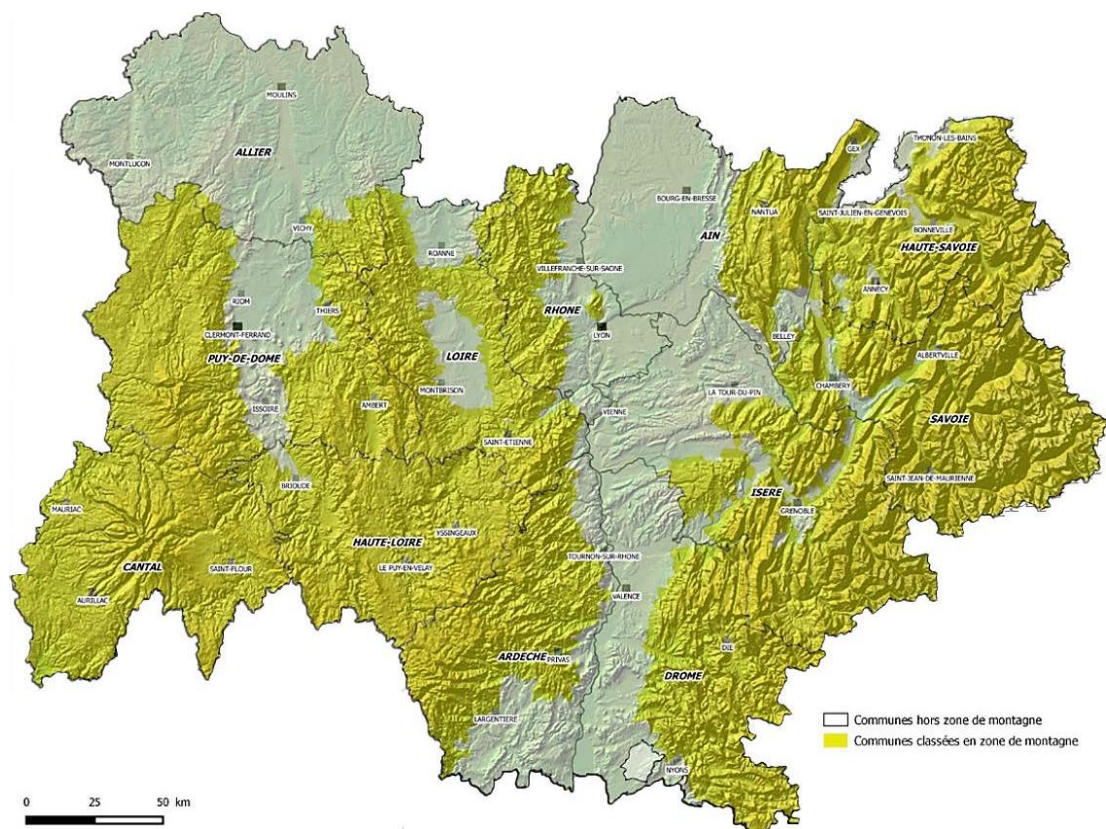 MOULINS
MONTLUCON
ALLIER
GEX
THONON-LES-BAINS
BOURG-EN-BRESSE
NANTUA
SAINT-JULIEN-EN-GENEVOIS
VICHY
BONNEVILLE
AIN
ROANNE
HAUTE-SAVOIE
VILLEFRANCHE-SUR-SAONE
ANNECY
RIOM
THIERS
RHONE
CLERMONT-FERRAND
LYON
BELLEY
PUY-DE-DOME
LOIRE
ALBERTVILLE
MONTBRISON
CHAMBERY
LA TOUR-DU-PIN
AMBERT
ISSOIRE
VIENNE
SAVOIE
SAINT-ETIENNE
SAINT-JEAN-DE-MAURIENNE
BRIOUDE
ISERE
MAURIAC
GRENOBLE
YSSINGEAUX
HAUTE-LOIRE
TOURNON-SUR-RHONE
CANTAL
SAINT-FLOUR
LE PUY-EN-VELAY
AURILLAC
VALENCE
DIE
ARDECHE
PRIVAS
DROME
LARGENTIERE
NYONS
Communes hors zone de montagne
Communes classées en zone de montagne
0 25 50 km